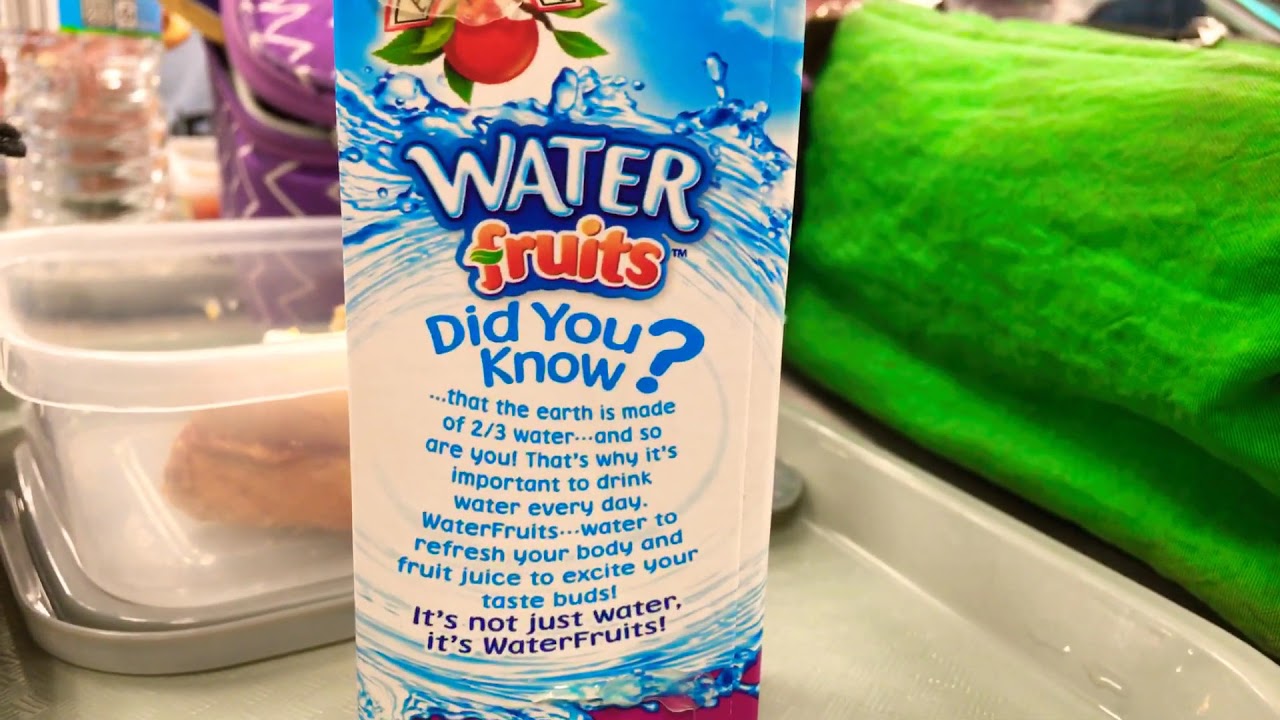 WATER
fruits™
Did You
Know?
...that the earth is made
of 2/3 water...and so
are you! That's why it's
important to drink
water every day.
WaterFruits...water to
refresh your body and
fruit juice to excite your
taste buds!
It's not just water,
it's WaterFruits!